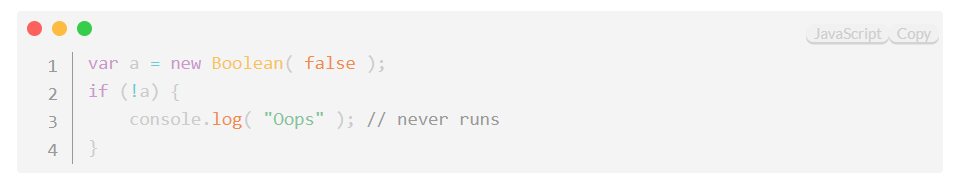 JavaScript Copy
1 var a = new Boolean( false );
2 if (!a) {
3     console.log( "Oops" ); // never runs
4 }